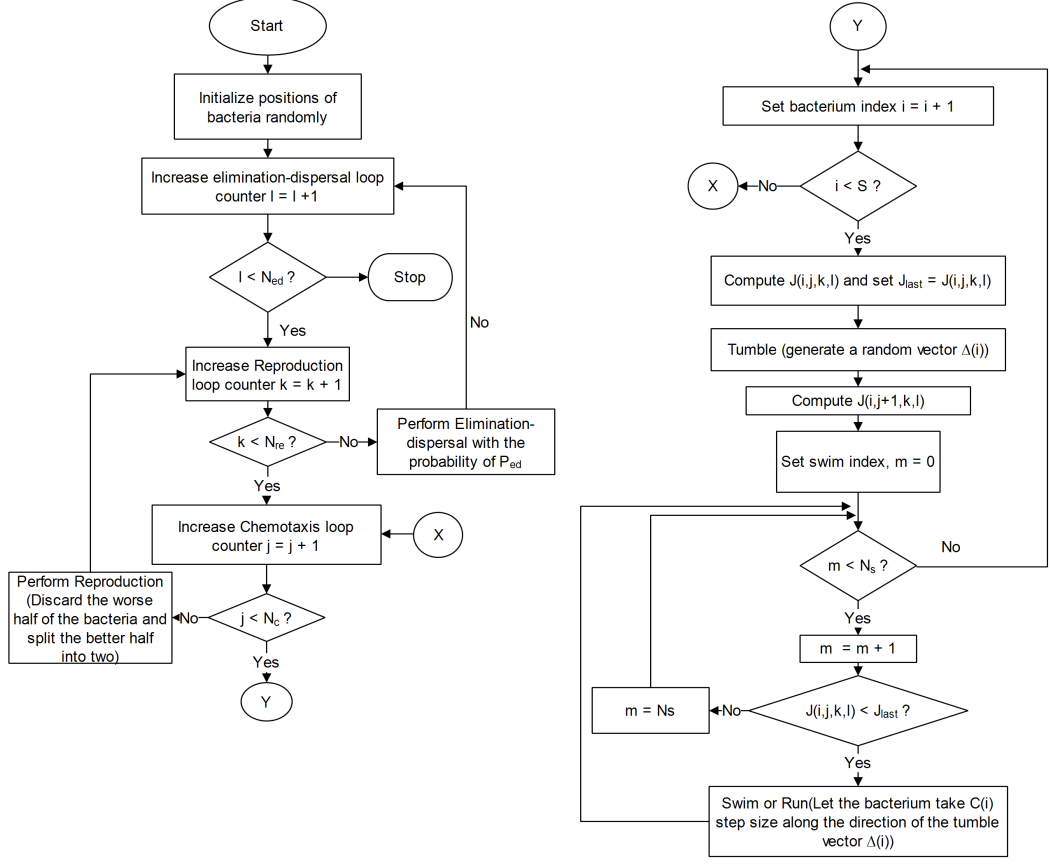 Start
Initialize positions of
bacteria randomly
Increase elimination-dispersal loop
counter l = l +1
l < Ned ?
Stop
Yes
No
Increase Reproduction
loop counter k = k + 1
k < Nre ?
No
Perform Elimination-
dispersal with the
probability of Ped
Yes
Increase Chemotaxis loop
counter j = j + 1
X
Perform Reproduction
(Discard the worse
half of the bacteria and
split the better half
into two)
No
j < Nc ?
Yes
Y
Y
Set bacterium index i = i + 1
X
No
i < S ?
Yes
Compute J(i,j,k,l) and set Jlast = J(i,j,k,l)
Tumble (generate a random vector Δ(i))
Compute J(i,j+1,k,l)
Set swim index, m = 0
No
m < Ns ?
Yes
m = m + 1
m = Ns
No
J(i,j,k,l) < Jlast ?
Yes
Swim or Run(Let the bacterium take C(i)
step size along the direction of the tumble
vector Δ(i))